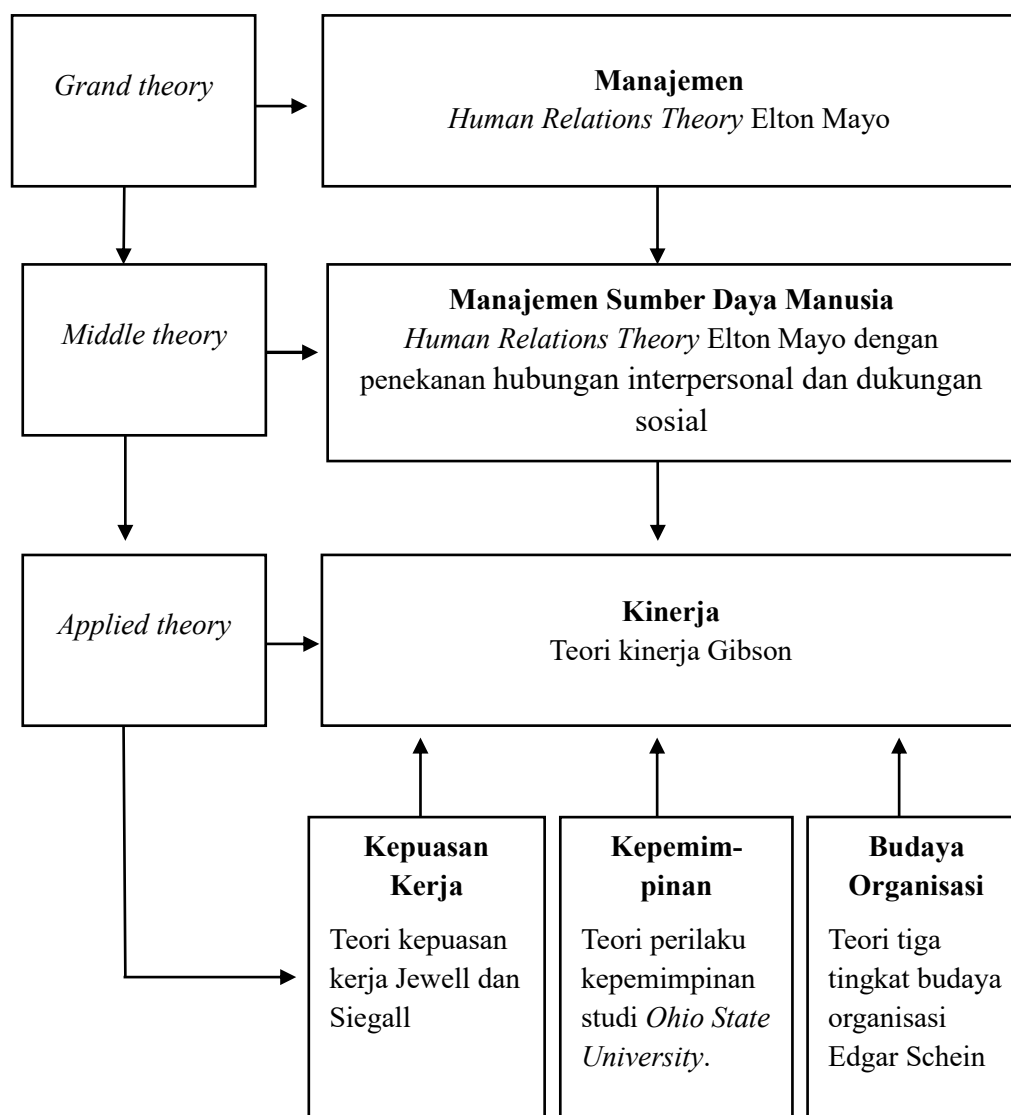 Grand theory
Manajemen
Human Relations Theory Elton Mayo
Middle theory
Manajemen Sumber Daya Manusia
Human Relations Theory Elton Mayo dengan
penekanan hubungan interpersonal dan dukungan
sosial
Applied theory
Kinerja
Teori kinerja Gibson
Kepuasan
Kerja
Teori kepuasan
kerja Jewell dan
Siegall
Kepemim-
pinan
Teori perilaku
kepemimpinan
studi Ohio State
University.
Budaya
Organisasi
Teori tiga
tingkat budaya
organisasi
Edgar Schein